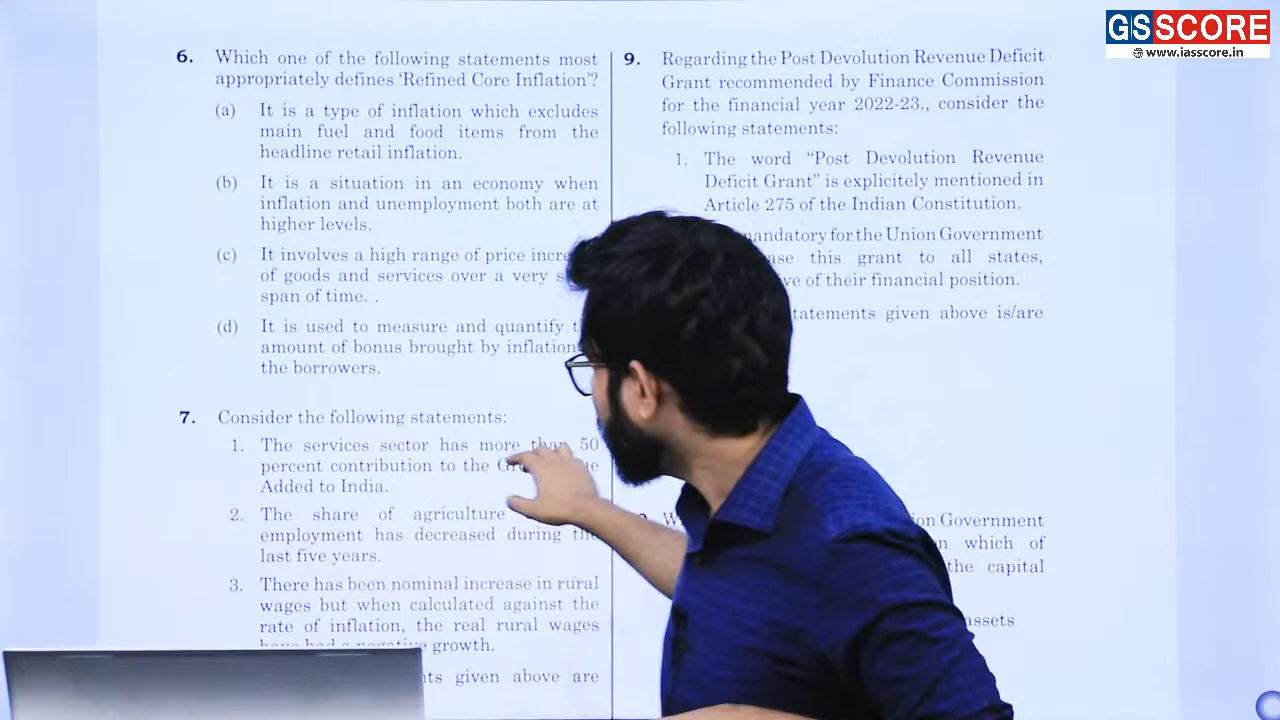 GSSCORE
www.iasscore.in
6. Which one of the following statements most
appropriately defines 'Refined Core Inflation'?
(a) It is a type of inflation which excludes
main fuel and food items from the
headline retail inflation.
(b) It is a situation in an economy when
inflation and unemployment both are at
higher levels.
(c) It involves a high range of price
of goods and services over a very
span of time. .
(d) It is used to measure and quantify
amount of bonus brought by inflation
the borrowers.
7. Consider the following statements:
1. The services sector has more than 50
percent contribution to the
Added to India.
2. The share of agriculture
employment has decreased during the
last five years.
3. There has been nominal increase in rural
wages but when calculated against the
rate of inflation, the real rural wages
have had a negative growth.
given above are
9. Regarding the Post Devolution Revenue Deficit
Grant recommended by Finance Commission
for the financial year 2022-23., consider the
following statements:
1. The word "Post Devolution Revenue
Deficit Grant" is explicitely mentioned in
Article 275 of the Indian Constitution.
mandatory for the Union Government
this grant to all states,
of their financial position.
statements given above is/are
Government
which of
the capital
assets